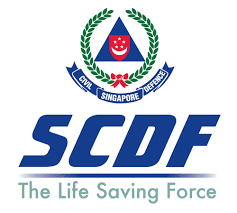 CIVIL SINGAPORE DEFENCE
SCDF
The Life Saving Force